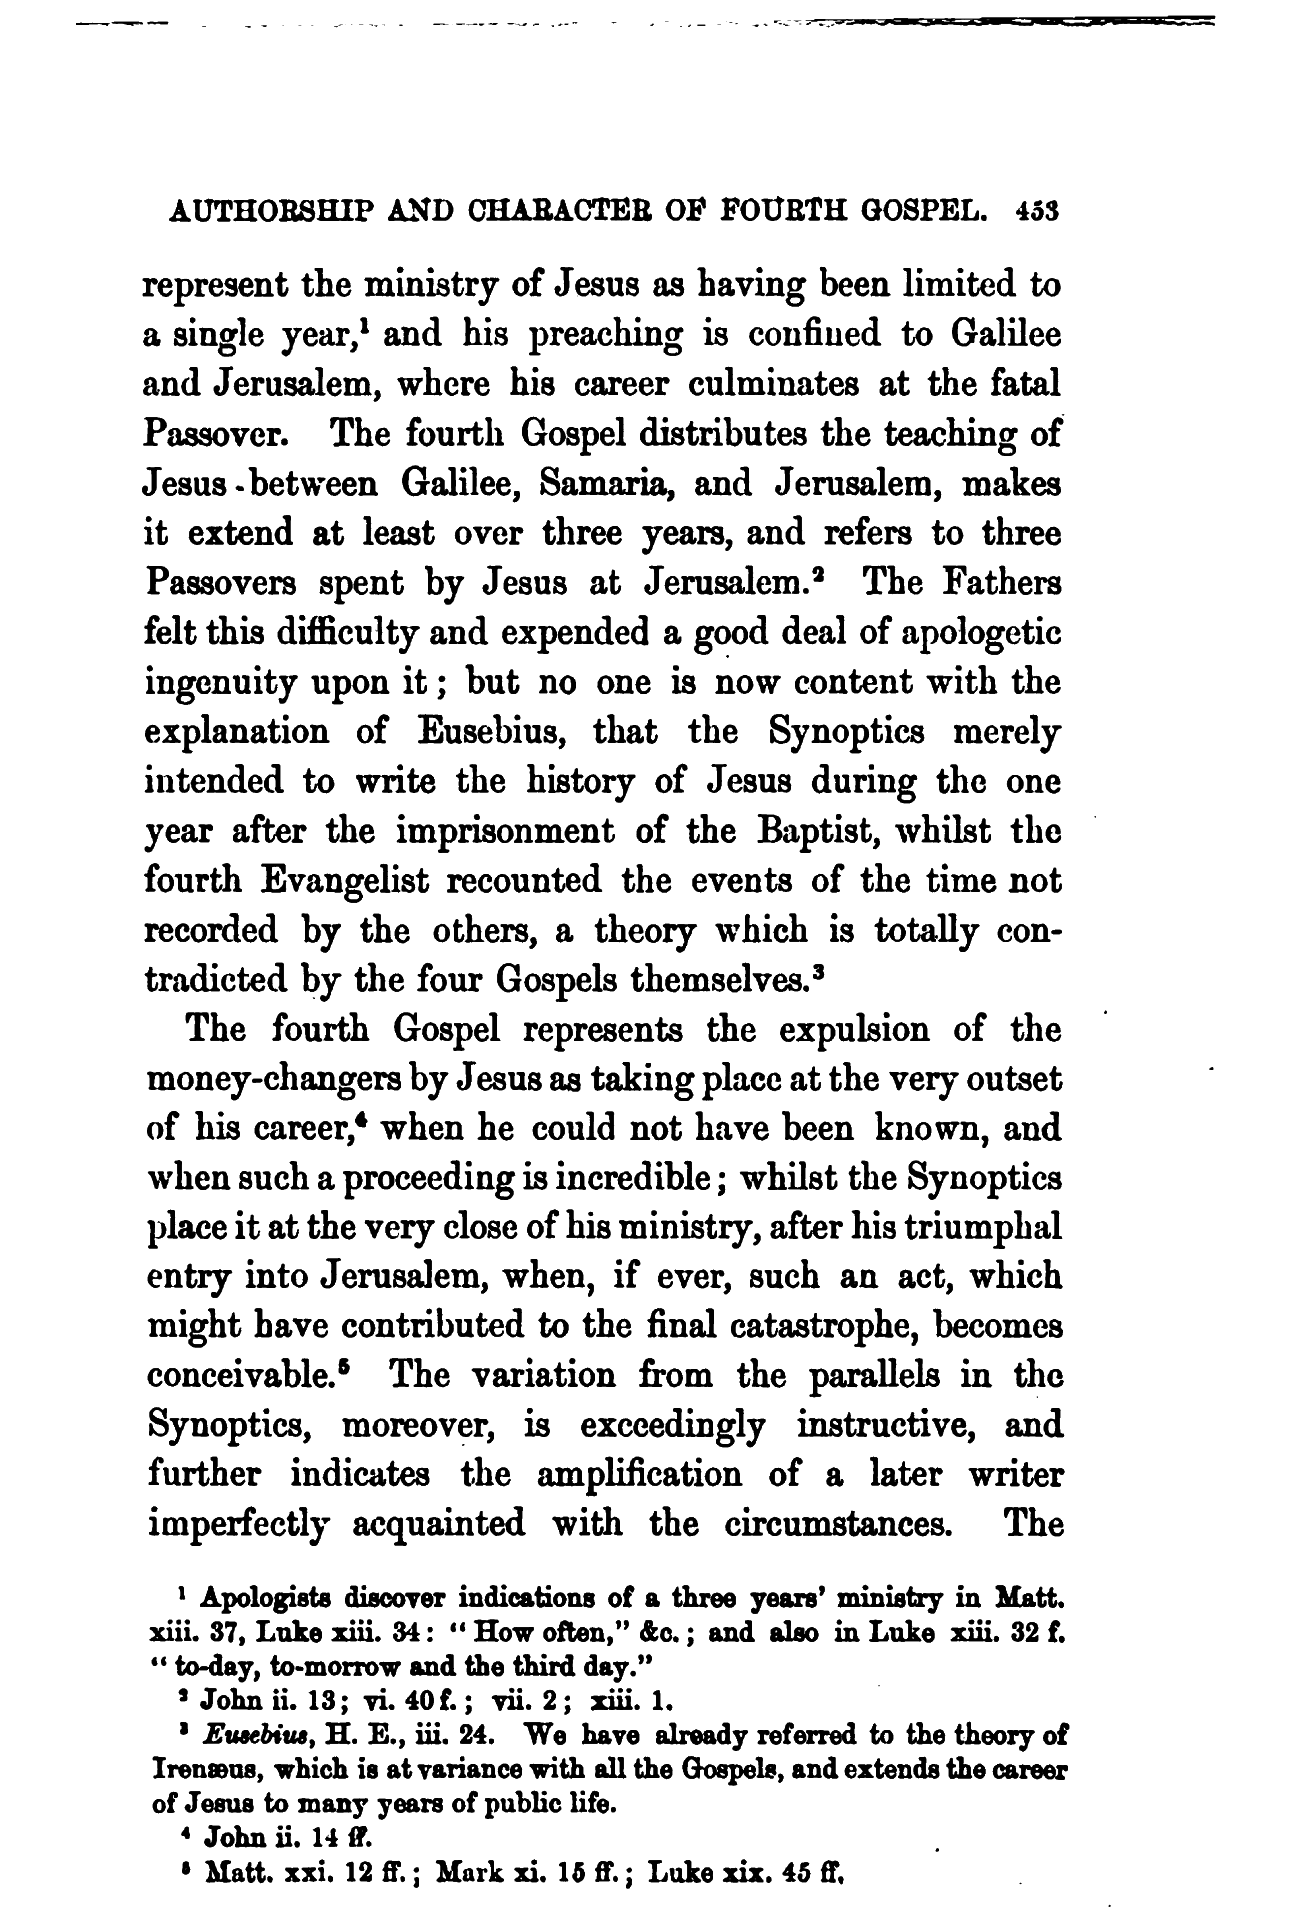 AUTHORSHIP AND CHARACTER OF FOURTH GOSPEL. 453
represent the ministry of Jesus as having been limited to
a single year,¹ and his preaching is confined to Galilee
and Jerusalem, where his career culminates at the fatal
Passover. The fourth Gospel distributes the teaching of
Jesus between Galilee, Samaria, and Jerusalem, makes
it extend at least over three years, and refers to three
Passovers spent by Jesus at Jerusalem.² The Fathers
felt this difficulty and expended a good deal of apologetic
ingenuity upon it; but no one is now content with the
explanation of Eusebius, that the Synoptics merely
intended to write the history of Jesus during the one
year after the imprisonment of the Baptist, whilst the
fourth Evangelist recounted the events of the time not
recorded by the others, a theory which is totally con-
tradicted by the four Gospels themselves.³
The fourth Gospel represents the expulsion of the
money-changers by Jesus as taking place at the very outset
of his career,⁴ when he could not have been known, and
when such a proceeding is incredible; whilst the Synoptics
place it at the very close of his ministry, after his triumphal
entry into Jerusalem, when, if ever, such an act, which
might have contributed to the final catastrophe, becomes
conceivable.⁵ The variation from the parallels in the
Synoptics, moreover, is exceedingly instructive, and
further indicates the amplification of a later writer
imperfectly acquainted with the circumstances. The
¹ Apologists discover indications of a three years' ministry in Matt.
xiii. 37, Luke xiii. 34: "How often," &c.; and also in Luke xiii. 32 f.
"to-day, to-morrow and the third day."
² John ii. 13; vi. 40 f.; vii. 2; xiii. 1.
³ Eusebius, H. E., iii. 24. We have already referred to the theory of
Irenæus, which is at variance with all the Gospels, and extends the career
of Jesus to many years of public life.
⁴ John ii. 14 ff.
⁵ Matt. xxi. 12 ff.; Mark xi. 15 ff.; Luke xix. 45 ff.